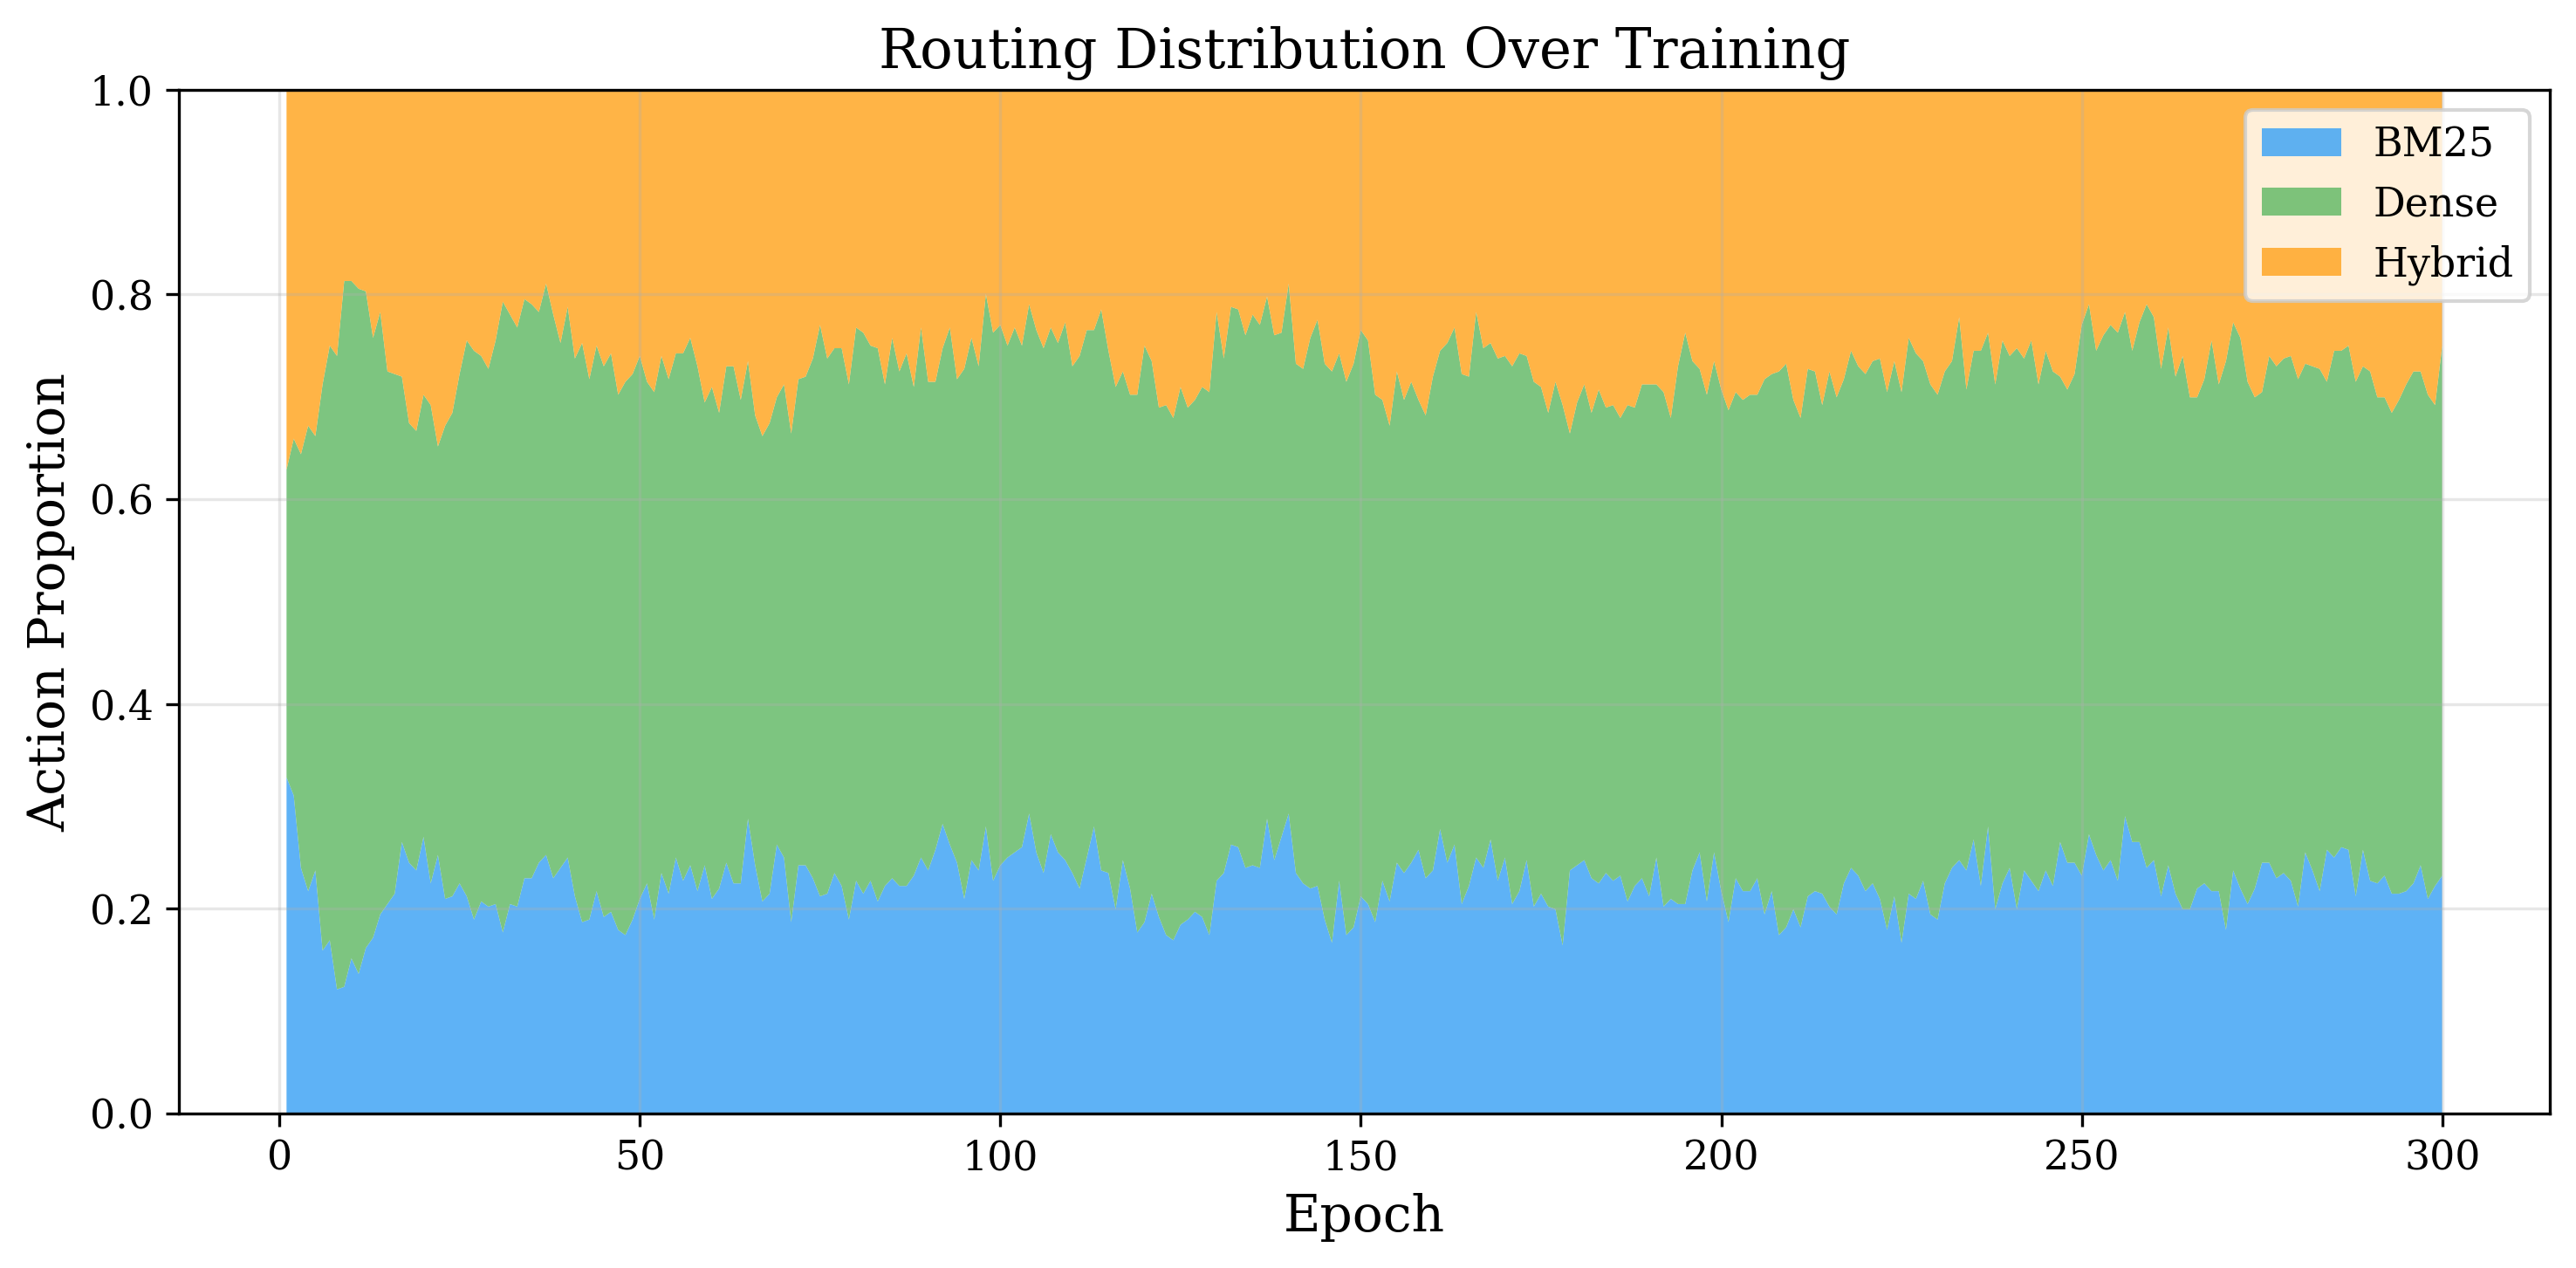 Routing Distribution Over Training
Action Proportion
1.0
0.8
0.6
0.4
0.2
0.0
BM25
Dense
Hybrid
0 50 100 150 200 250 300
Epoch